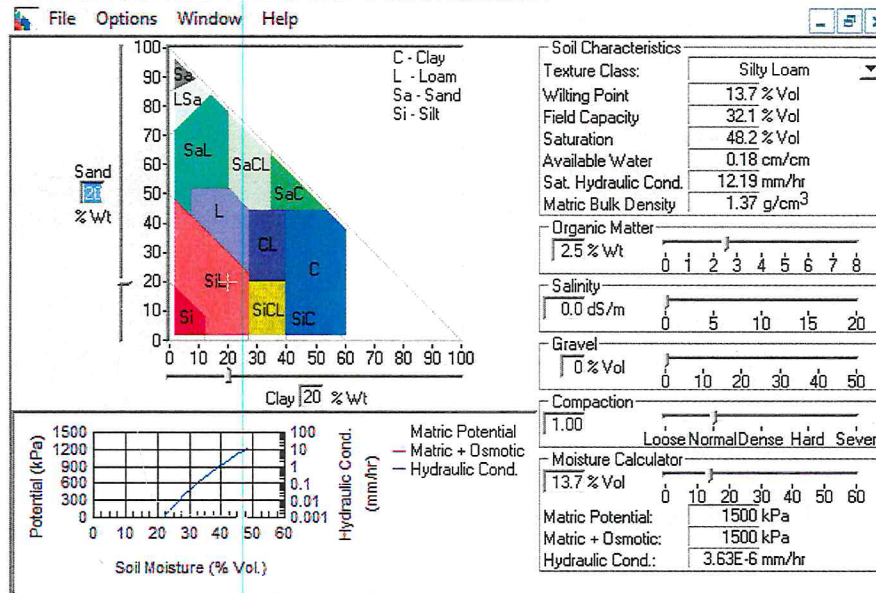 File Options Window Help
C - Clay
L - Loam
Sa - Sand
Si - Silt
100
90
80
70
60
50
40
30
20
10
0
Sand
% Wt
Sa
LSa
SaL
SaCL
SaC
L
CL
C
SiL
SiCL
SiC
Si
0 10 20 30 40 50 60 70 80 90 100
Clay 20 % Wt
Soil Characteristics
Texture Class: Silty Loam
Wilting Point 13.7 % Vol
Field Capacity 32.1 % Vol
Saturation 48.2 % Vol
Available Water 0.18 cm/cm
Sat. Hydraulic Cond. 12.19 mm/hr
Matric Bulk Density 1.37 g/cm3
Organic Matter
2.5 % Wt
0 1 2 3 4 5 6 7 8
Salinity
0.0 dS/m
0 5 10 15 20
Gravel
0 % Vol
0 10 20 30 40 50
Compaction
1.00
Loose Normal Dense Hard Sever
Moisture Calculator
13.7 % Vol
0 10 20 30 40 50 60
Matric Potential: 1500 kPa
Matric + Osmotic: 1500 kPa
Hydraulic Cond.: 3.63E-6 mm/hr
Potential (kPa)
1500
1200
900
600
300
0
0 10 20 30 40 50 60
Soil Moisture (% Vol.)
100
10
1
0.1
0.01
0.001
Hydraulic Cond.
(mm/hr)
Matric Potential
Matric + Osmotic
Hydraulic Cond.